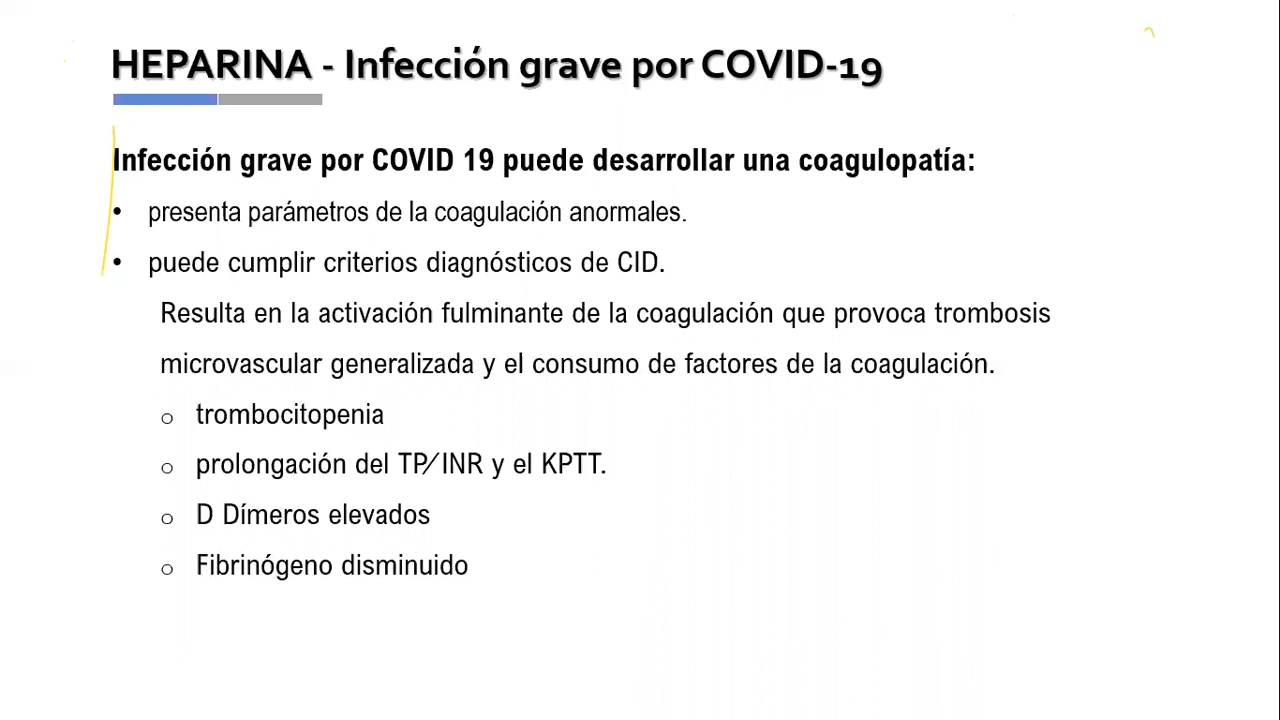 HEPARINA - Infección grave por COVID-19
Infección grave por COVID 19 puede desarrollar una coagulopatía:
• presenta parámetros de la coagulación anormales.
• puede cumplir criterios diagnósticos de CID.
Resulta en la activación fulminante de la coagulación que provoca trombosis
microvascular generalizada y el consumo de factores de la coagulación.
o trombocitopenia
o prolongación del TP/INR y el KPTT.
o D Dímeros elevados
o Fibrinógeno disminuido